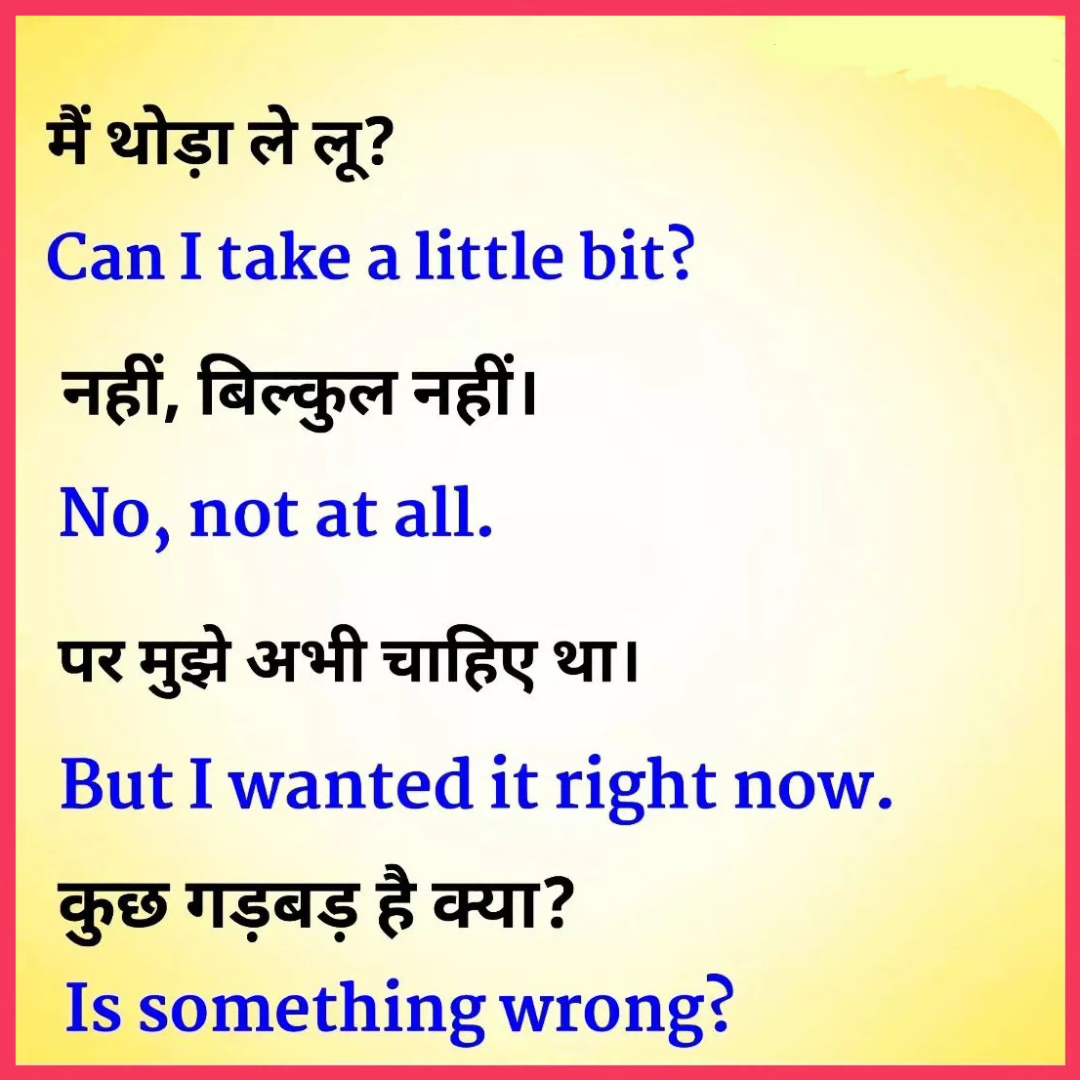 मैं थोड़ा ले लू?
Can I take a little bit?
नहीं, बिल्कुल नहीं।
No, not at all.
पर मुझे अभी चाहिए था।
But I wanted it right now.
कुछ गड़बड़ है क्या?
Is something wrong?